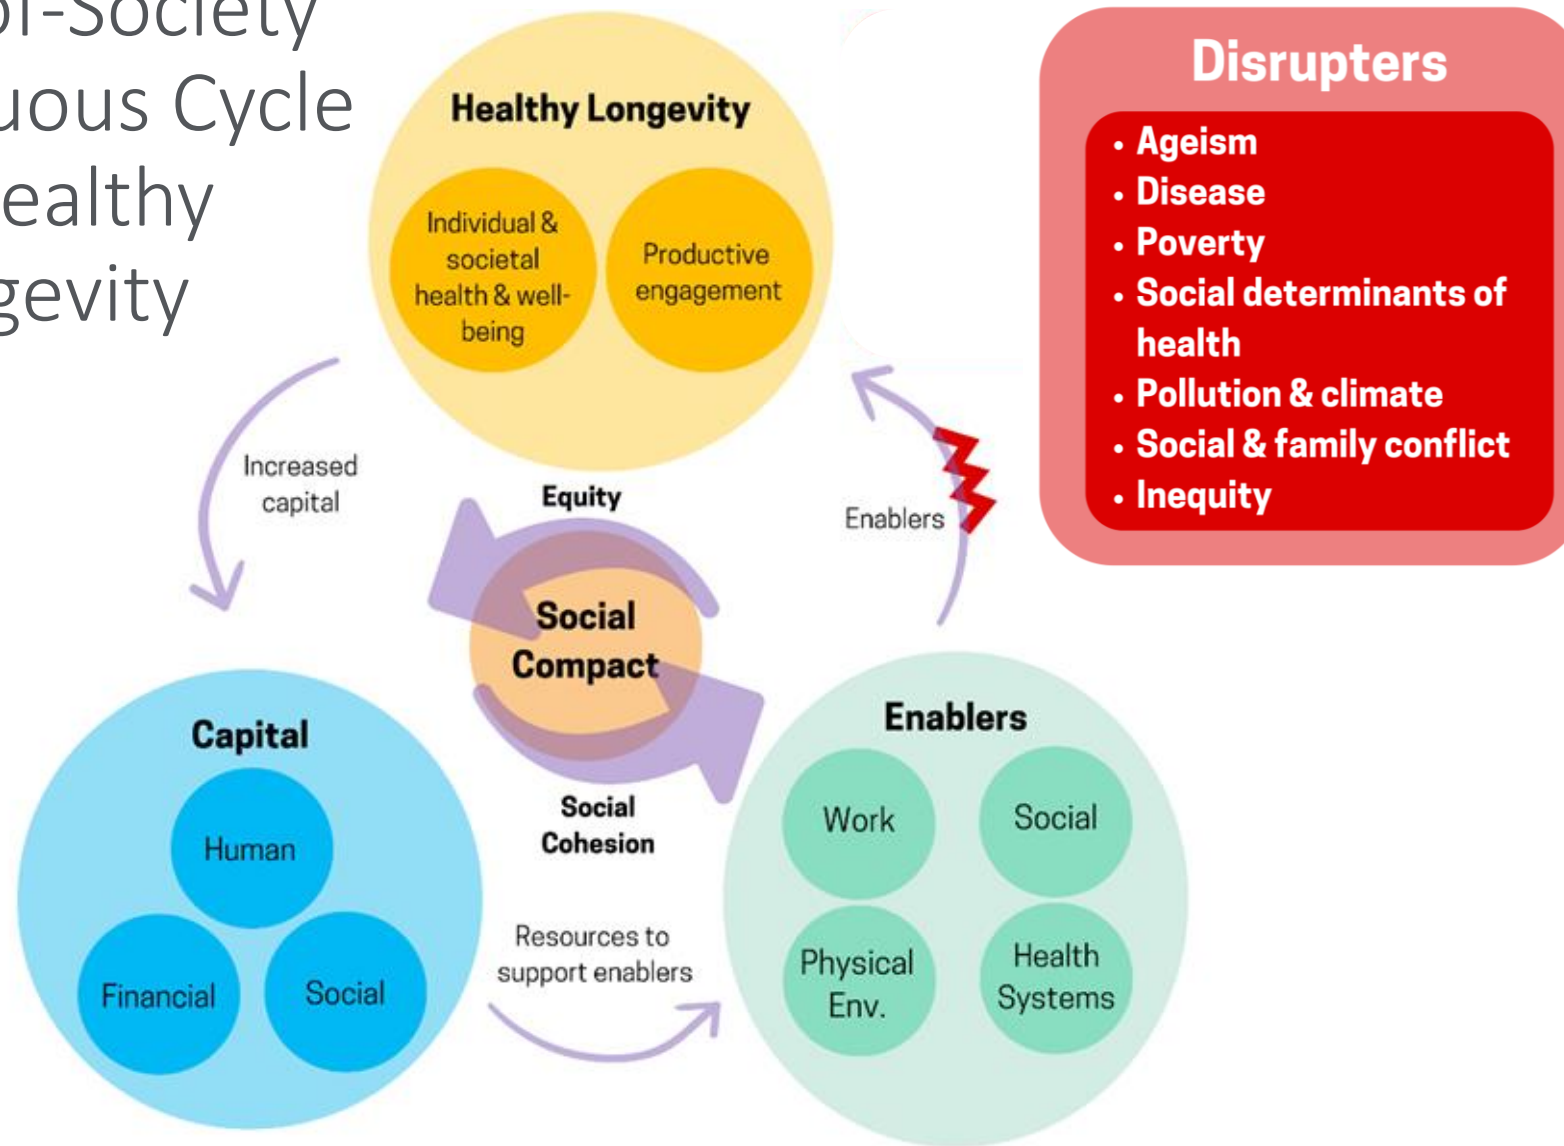 of-Society
uous Cycle
ealthy
gevity
Healthy Longevity
Individual &
societal
health & well-
being
Productive
engagement
Disrupters
• Ageism
• Disease
• Poverty
• Social determinants of
health
• Pollution & climate
• Social & family conflict
• Inequity
Increased
capital
Equity
Enablers
Social
Compact
Social
Cohesion
Capital
Human
Financial
Social
Resources to
support enablers
Enablers
Work
Social
Physical
Env.
Health
Systems